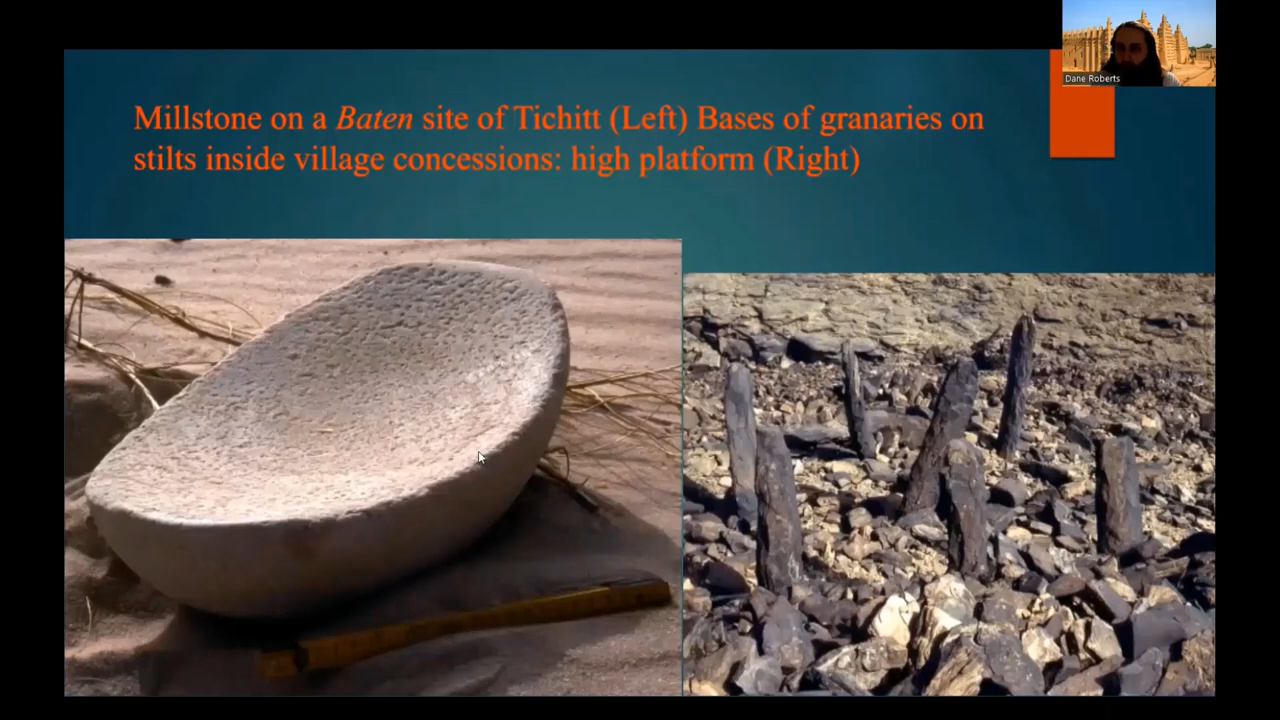 Dane Roberts
Millstone on a Baten site of Tichitt (Left) Bases of granaries on
stilts inside village concessions: high platform (Right)